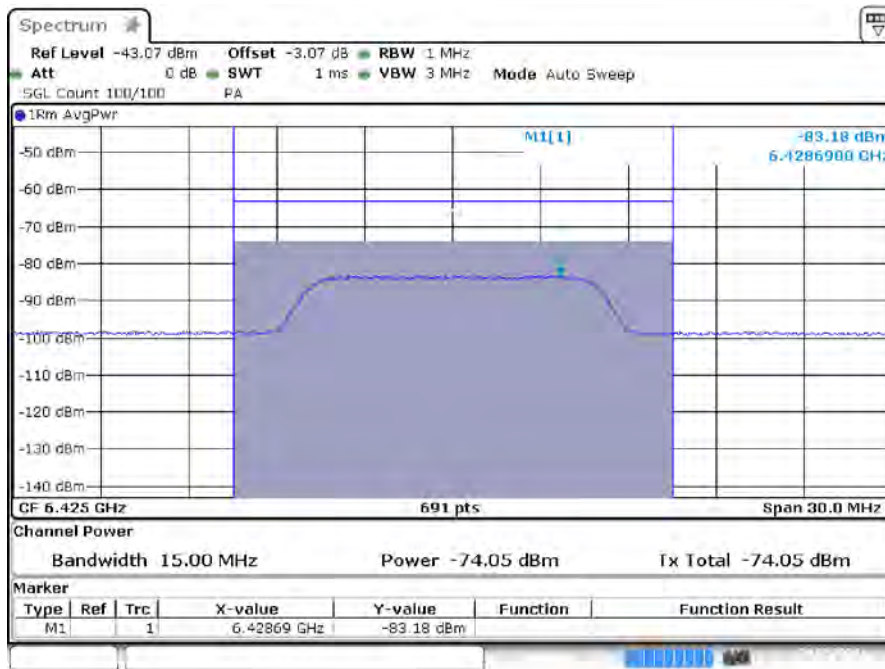 Spectrum
Ref Level -43.07 dBm Offset -3.07 dB RBW 1 MHz
Att 0 dB SWT 1 ms VBW 3 MHz Mode Auto Sweep
SGL Count 100/100 PA
1Rm AvgPwr
M1[1] -83.18 dBm
6.4286900 GHz
-50 dBm
-60 dBm
-70 dBm
-80 dBm
-90 dBm
-100 dBm
-110 dBm
-120 dBm
-130 dBm
-140 dBm
CF 6.425 GHz 691 pts Span 30.0 MHz
Channel Power
Bandwidth 15.00 MHz Power -74.05 dBm Tx Total -74.05 dBm
Marker
Type Ref Trc X-value Y-value Function Function Result
M1 1 6.42869 GHz -83.18 dBm